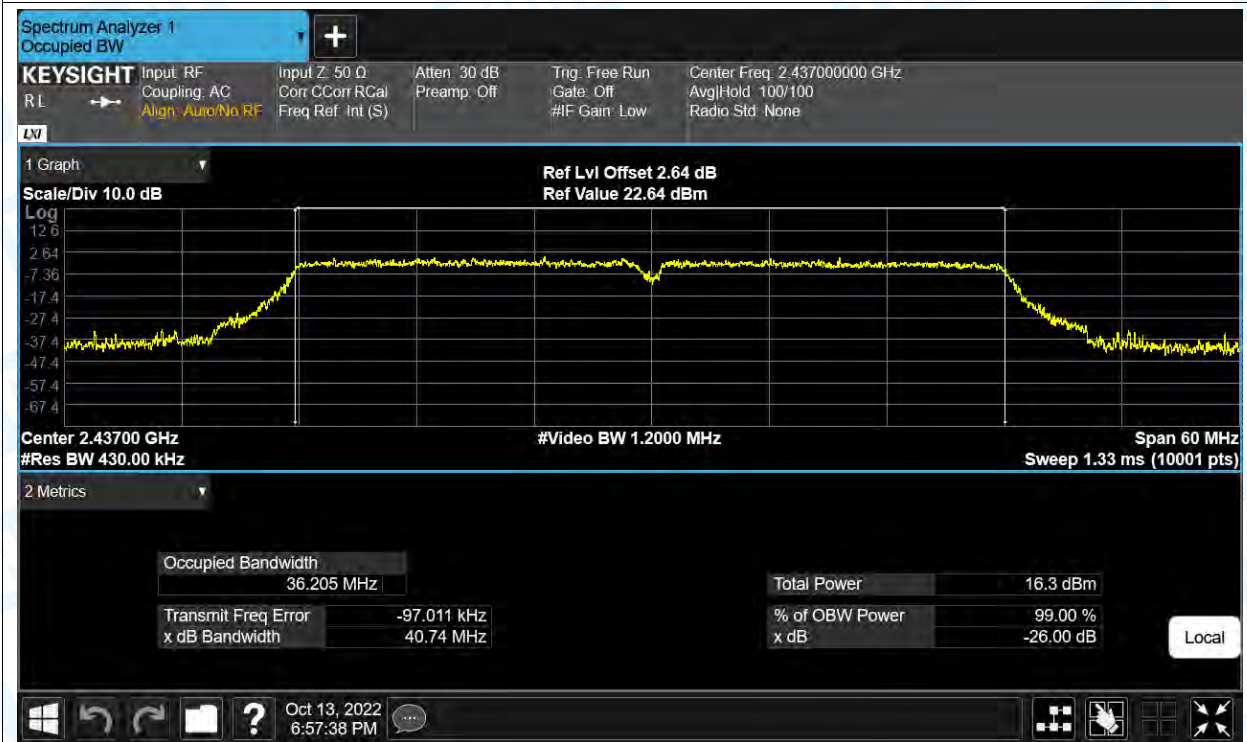 Spectrum Analyzer 1
Occupied BW
KEYSIGHT
R L
LXI
Input: RF
Coupling: AC
Align: Auto/No RF
Input Z: 50 Ω
Corr CCorr RCal
Freq Ref: Int (S)
Atten: 30 dB
Preamp: Off
Trig: Free Run
Gate: Off
#IF Gain: Low
Center Freq: 2.437000000 GHz
Avg|Hold: 100/100
Radio Std: None
1 Graph
Scale/Div 10.0 dB
Ref Lvl Offset 2.64 dB
Ref Value 22.64 dBm
Log
12.6
2.64
-7.36
-17.4
-27.4
-37.4
-47.4
-57.4
-67.4
Center 2.43700 GHz
#Res BW 430.00 kHz
#Video BW 1.2000 MHz
Span 60 MHz
Sweep 1.33 ms (10001 pts)
2 Metrics
Occupied Bandwidth
36.205 MHz
Transmit Freq Error -97.011 kHz
x dB Bandwidth 40.74 MHz
Total Power 16.3 dBm
% of OBW Power 99.00 %
x dB -26.00 dB
Local
?
Oct 13, 2022
6:57:38 PM